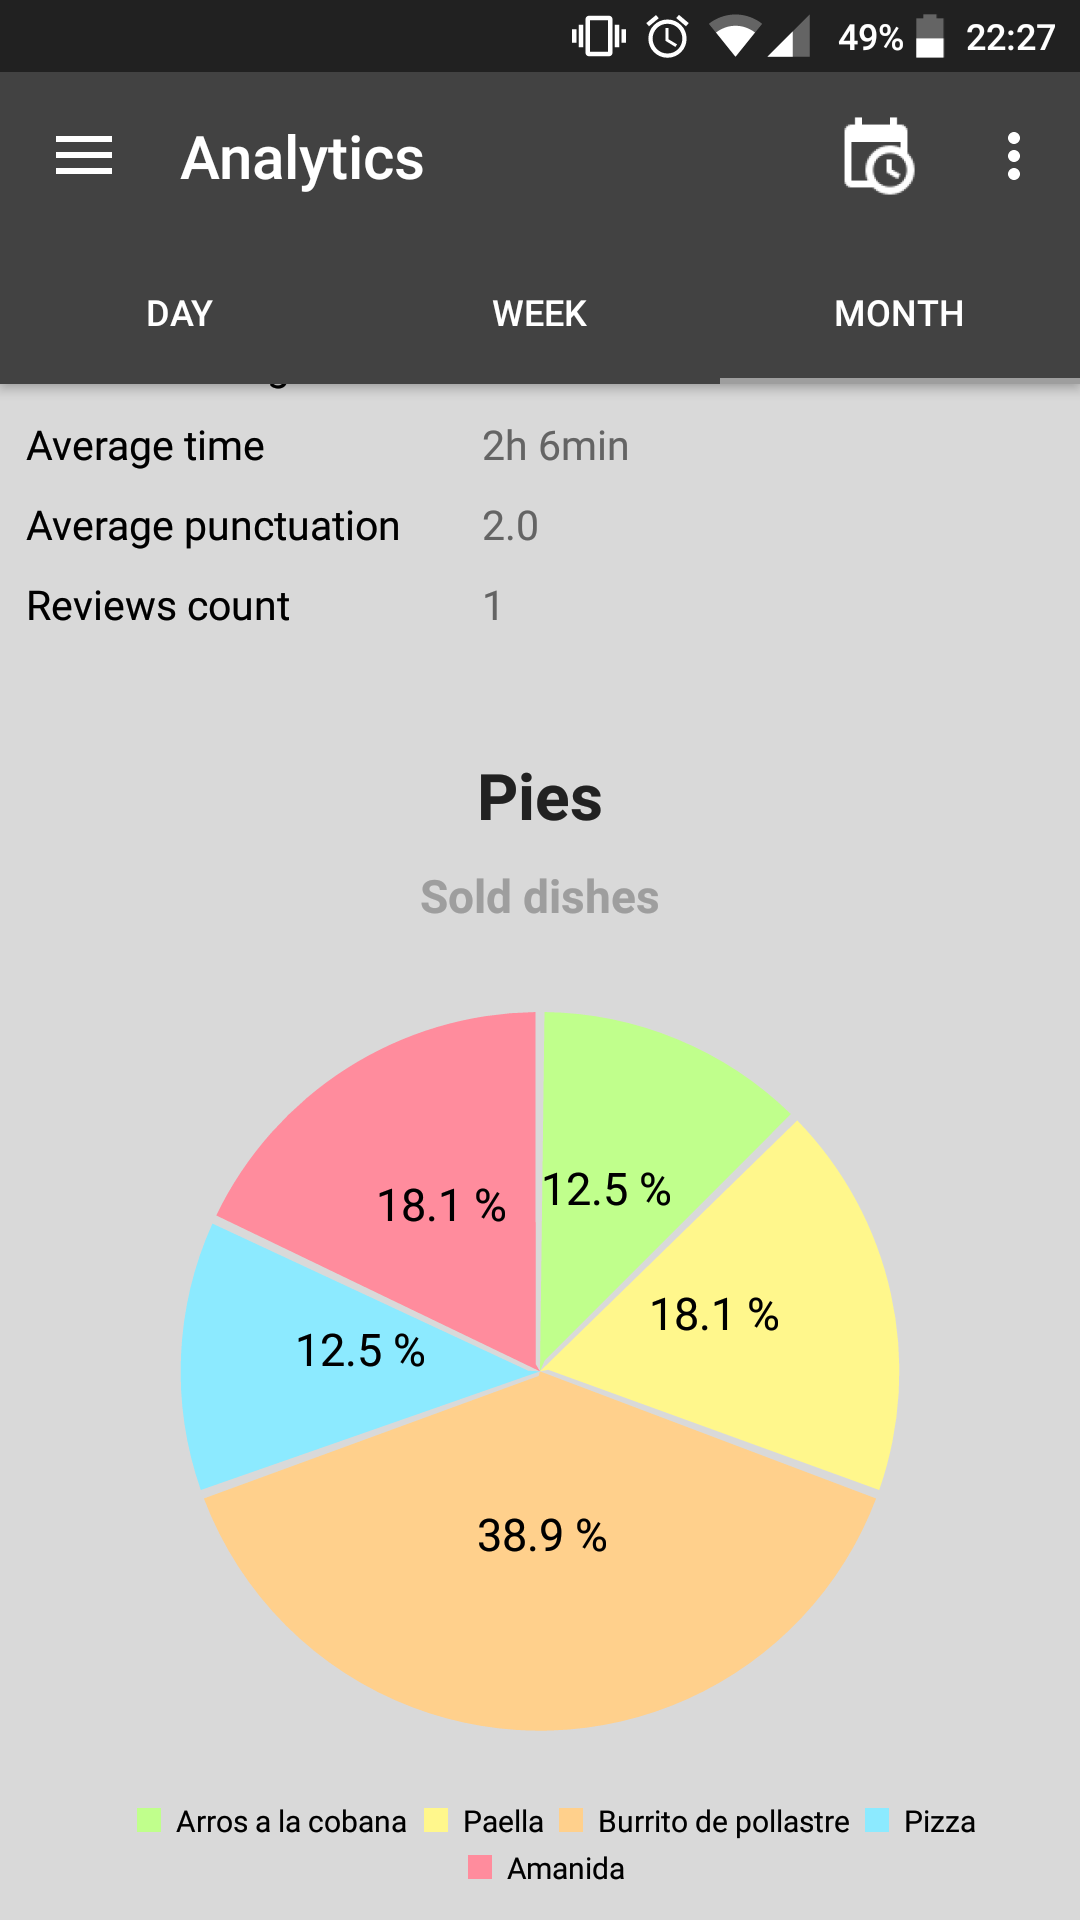 49% 22:27
Analytics
DAY WEEK MONTH
Average time 2h 6min
Average punctuation 2.0
Reviews count 1
Pies
Sold dishes
18.1 % 12.5 %
18.1 %
12.5 %
38.9 %
Arros a la cobana Paella Burrito de pollastre Pizza
Amanida